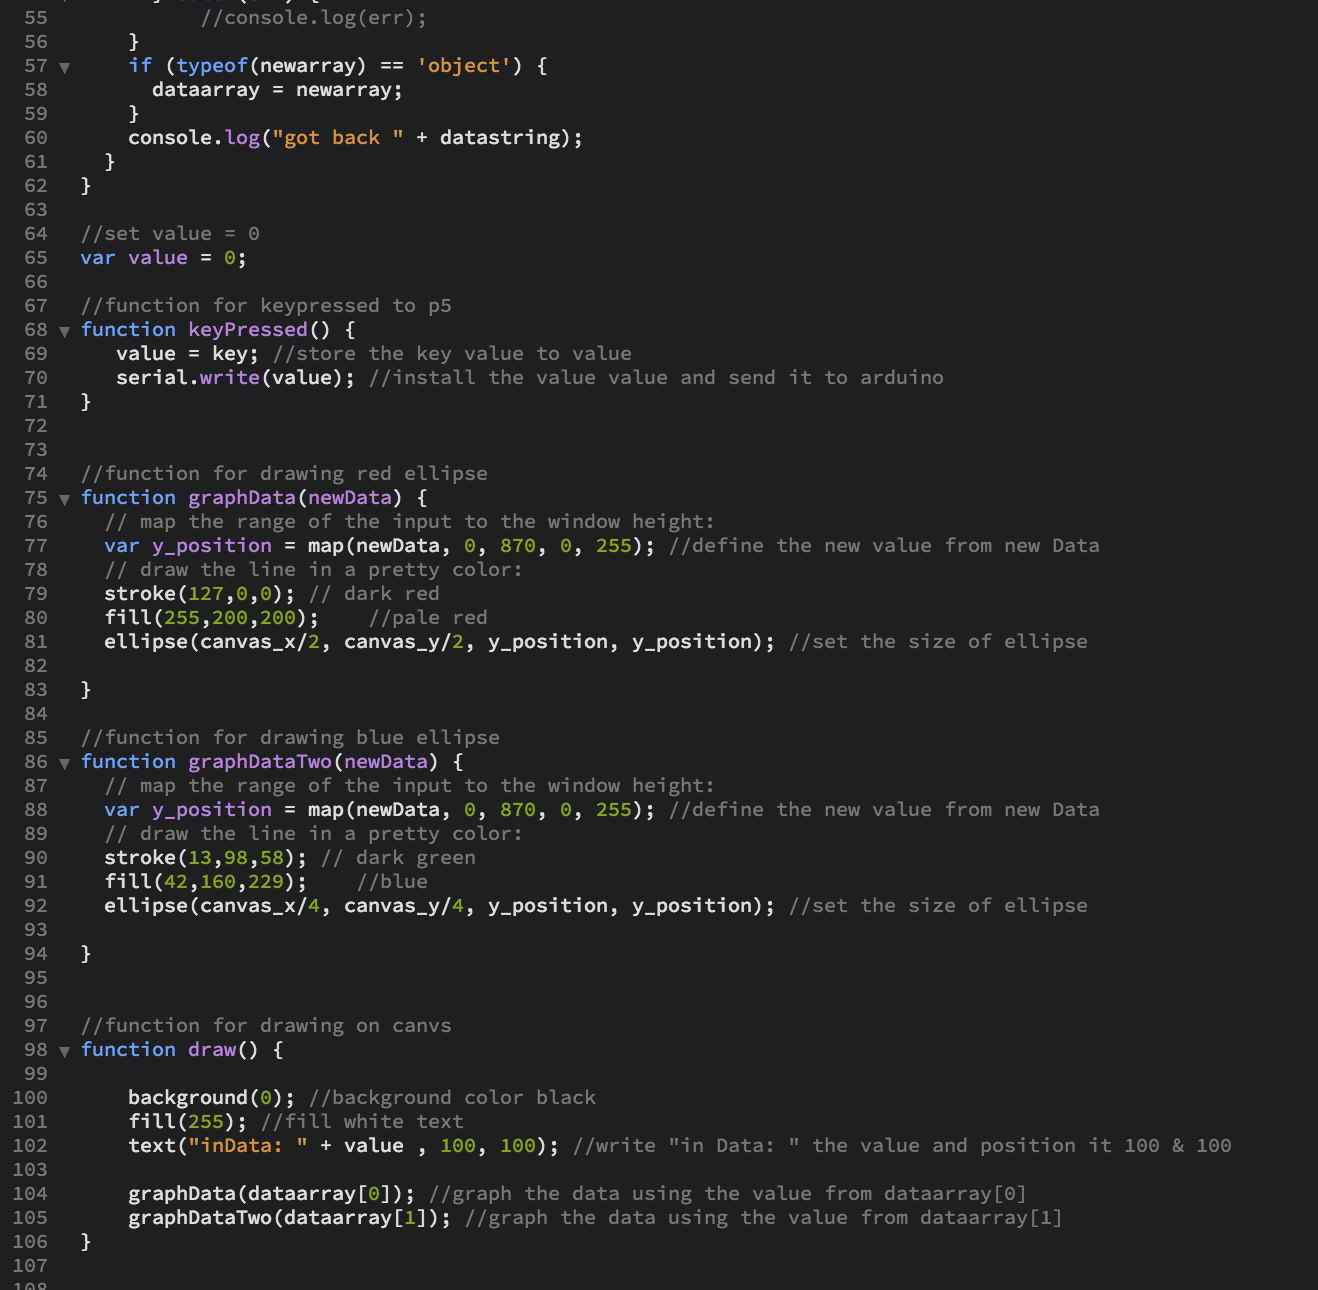 55 //console.log(err);
56 }
57 ▼ if (typeof(newarray) == 'object') {
58 dataarray = newarray;
59 }
60 console.log("got back " + datastring);
61 }
62 }
63
64 //set value = 0
65 var value = 0;
66
67 //function for keypressed to p5
68 ▼ function keyPressed() {
69 value = key; //store the key value to value
70 serial.write(value); //install the value value and send it to arduino
71 }
72
73
74 //function for drawing red ellipse
75 ▼ function graphData(newData) {
76 // map the range of the input to the window height:
77 var y_position = map(newData, 0, 870, 0, 255); //define the new value from new Data
78 // draw the line in a pretty color:
79 stroke(127,0,0); // dark red
80 fill(255,200,200); //pale red
81 ellipse(canvas_x/2, canvas_y/2, y_position, y_position); //set the size of ellipse
82
83 }
84
85 //function for drawing blue ellipse
86 ▼ function graphDataTwo(newData) {
87 // map the range of the input to the window height:
88 var y_position = map(newData, 0, 870, 0, 255); //define the new value from new Data
89 // draw the line in a pretty color:
90 stroke(13,98,58); // dark green
91 fill(42,160,229); //blue
92 ellipse(canvas_x/4, canvas_y/4, y_position, y_position); //set the size of ellipse
93
94 }
95
96
97 //function for drawing on canvs
98 ▼ function draw() {
99
100 background(0); //background color black
101 fill(255); //fill white text
102 text("inData: " + value , 100, 100); //write "in Data: " the value and position it 100 & 100
103
104 graphData(dataarray[0]); //graph the data using the value from dataarray[0]
105 graphDataTwo(dataarray[1]); //graph the data using the value from dataarray[1]
106 }
107
108